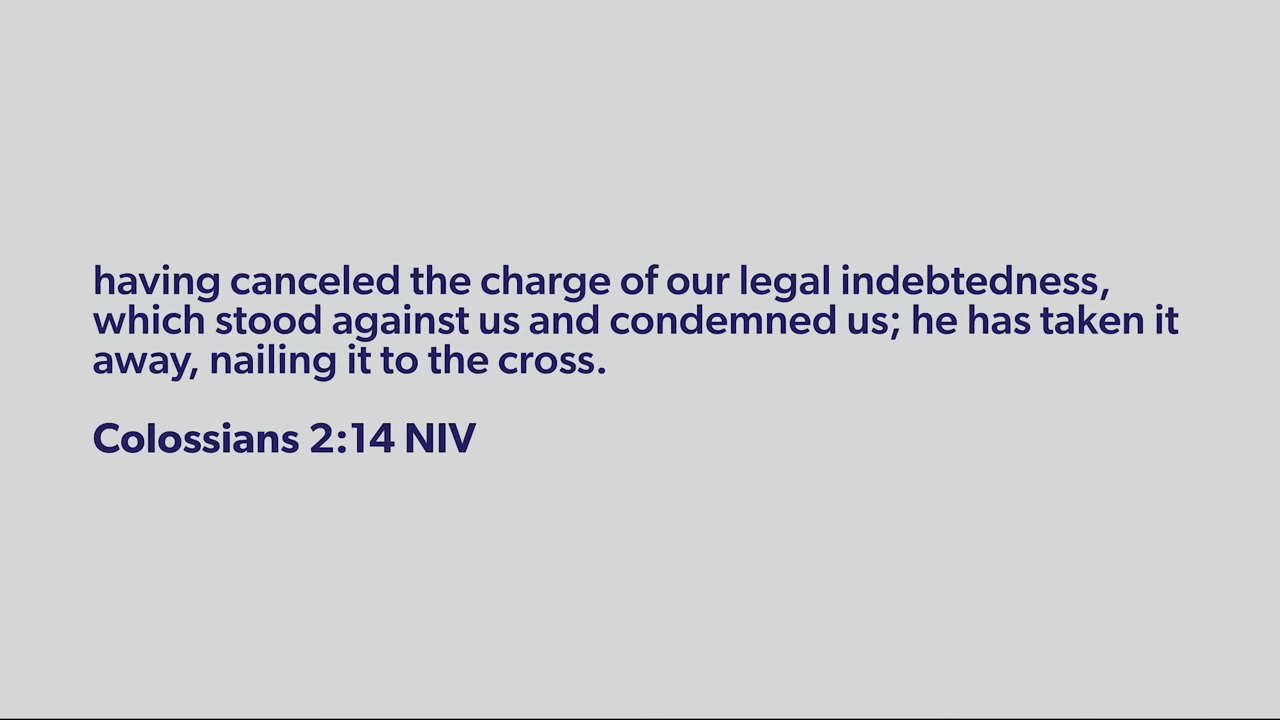 having canceled the charge of our legal indebtedness,
which stood against us and condemned us; he has taken it
away, nailing it to the cross.
Colossians 2:14 NIV